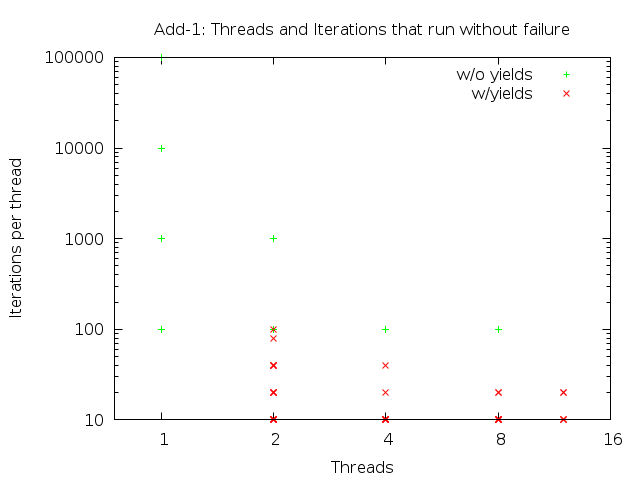 Add-1: Threads and Iterations that run without failure
100000
w/o yields
w/yields
10000
1000
100
10
Iterations per thread
1 2 4 8 16
Threads